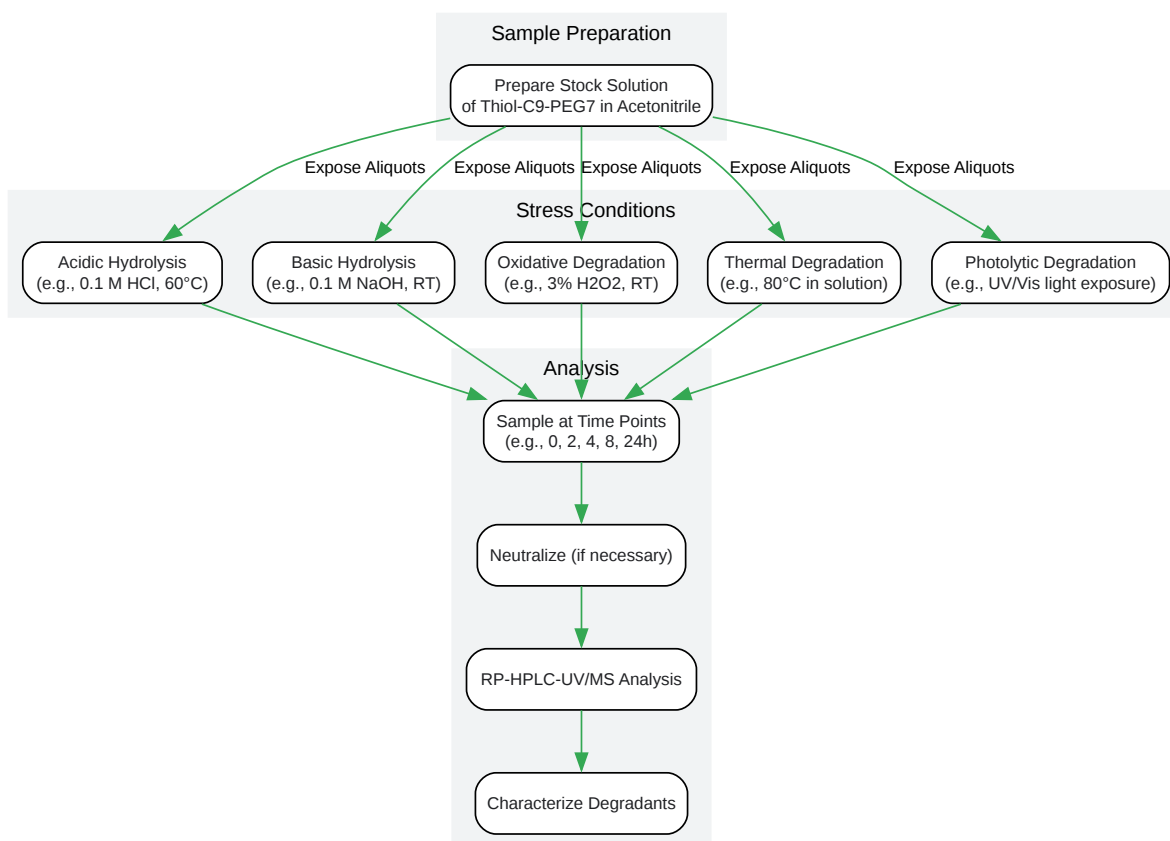 Sample Preparation
Prepare Stock Solution
of Thiol-C9-PEG7 in Acetonitrile
Expose Aliquots
Expose Aliquots
Expose Aliquots
Expose Aliquots
Expose Aliquots
Stress Conditions
Acidic Hydrolysis
(e.g., 0.1 M HCl, 60°C)
Basic Hydrolysis
(e.g., 0.1 M NaOH, RT)
Oxidative Degradation
(e.g., 3% H2O2, RT)
Thermal Degradation
(e.g., 80°C in solution)
Photolytic Degradation
(e.g., UV/Vis light exposure)
Analysis
Sample at Time Points
(e.g., 0, 2, 4, 8, 24h)
Neutralize (if necessary)
RP-HPLC-UV/MS Analysis
Characterize Degradants